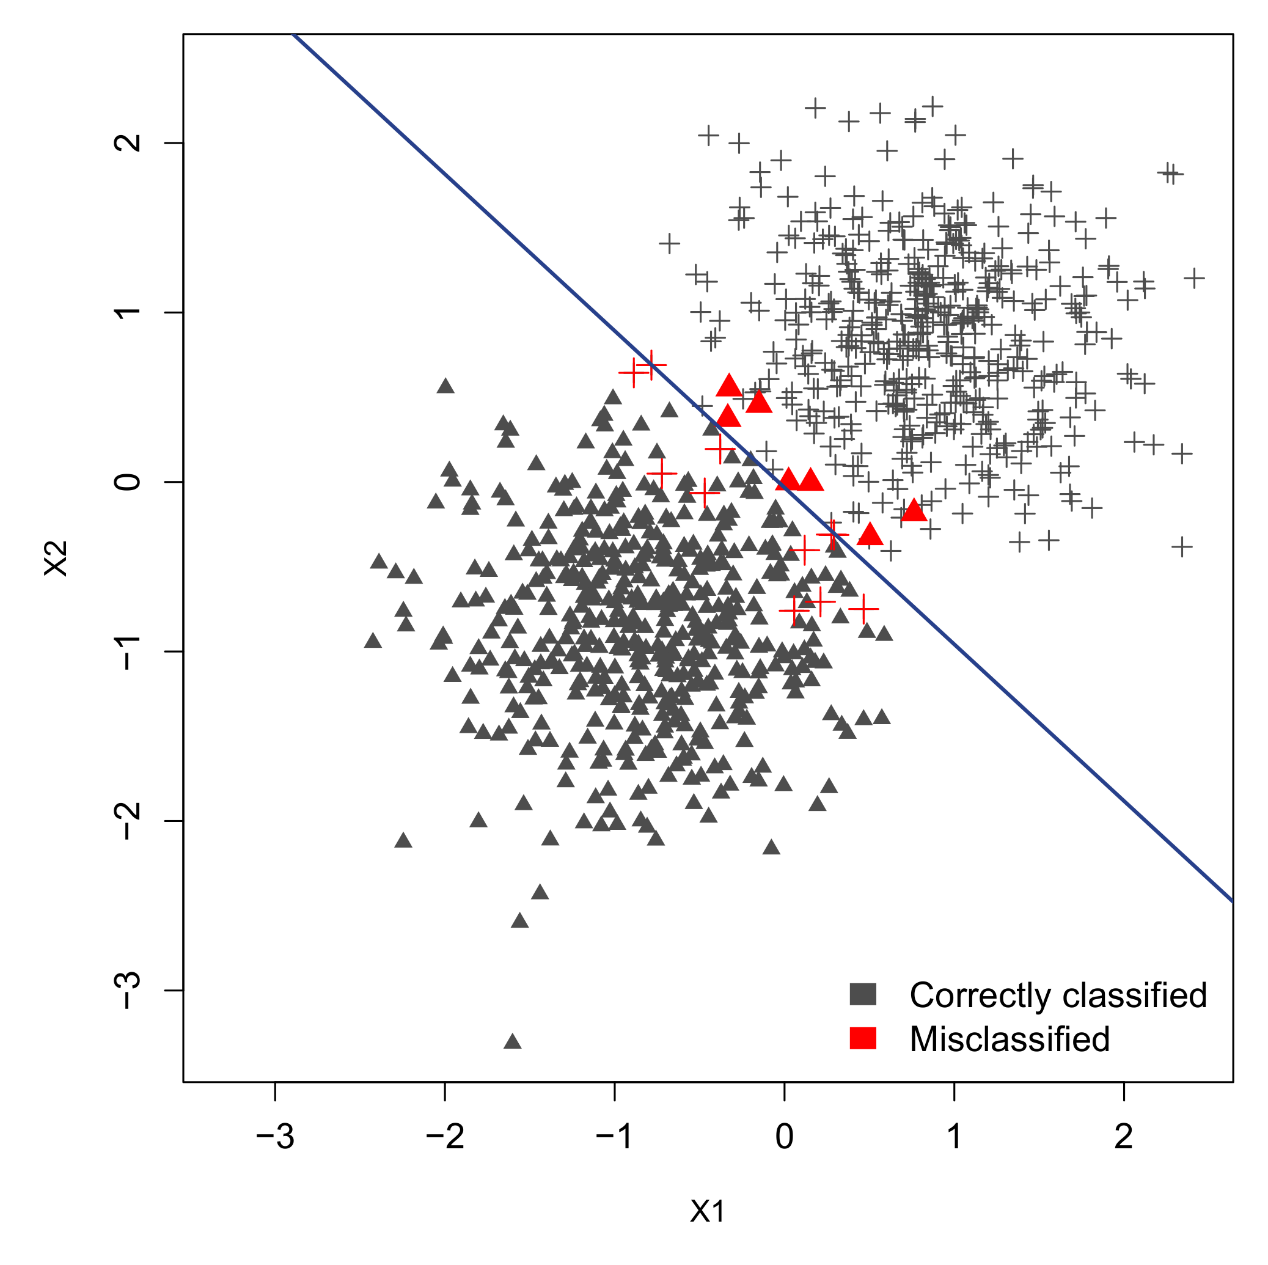 2
1
0
−1
−2
−3
X2
Correctly classified
Misclassified
−3 −2 −1 0 1 2
X1